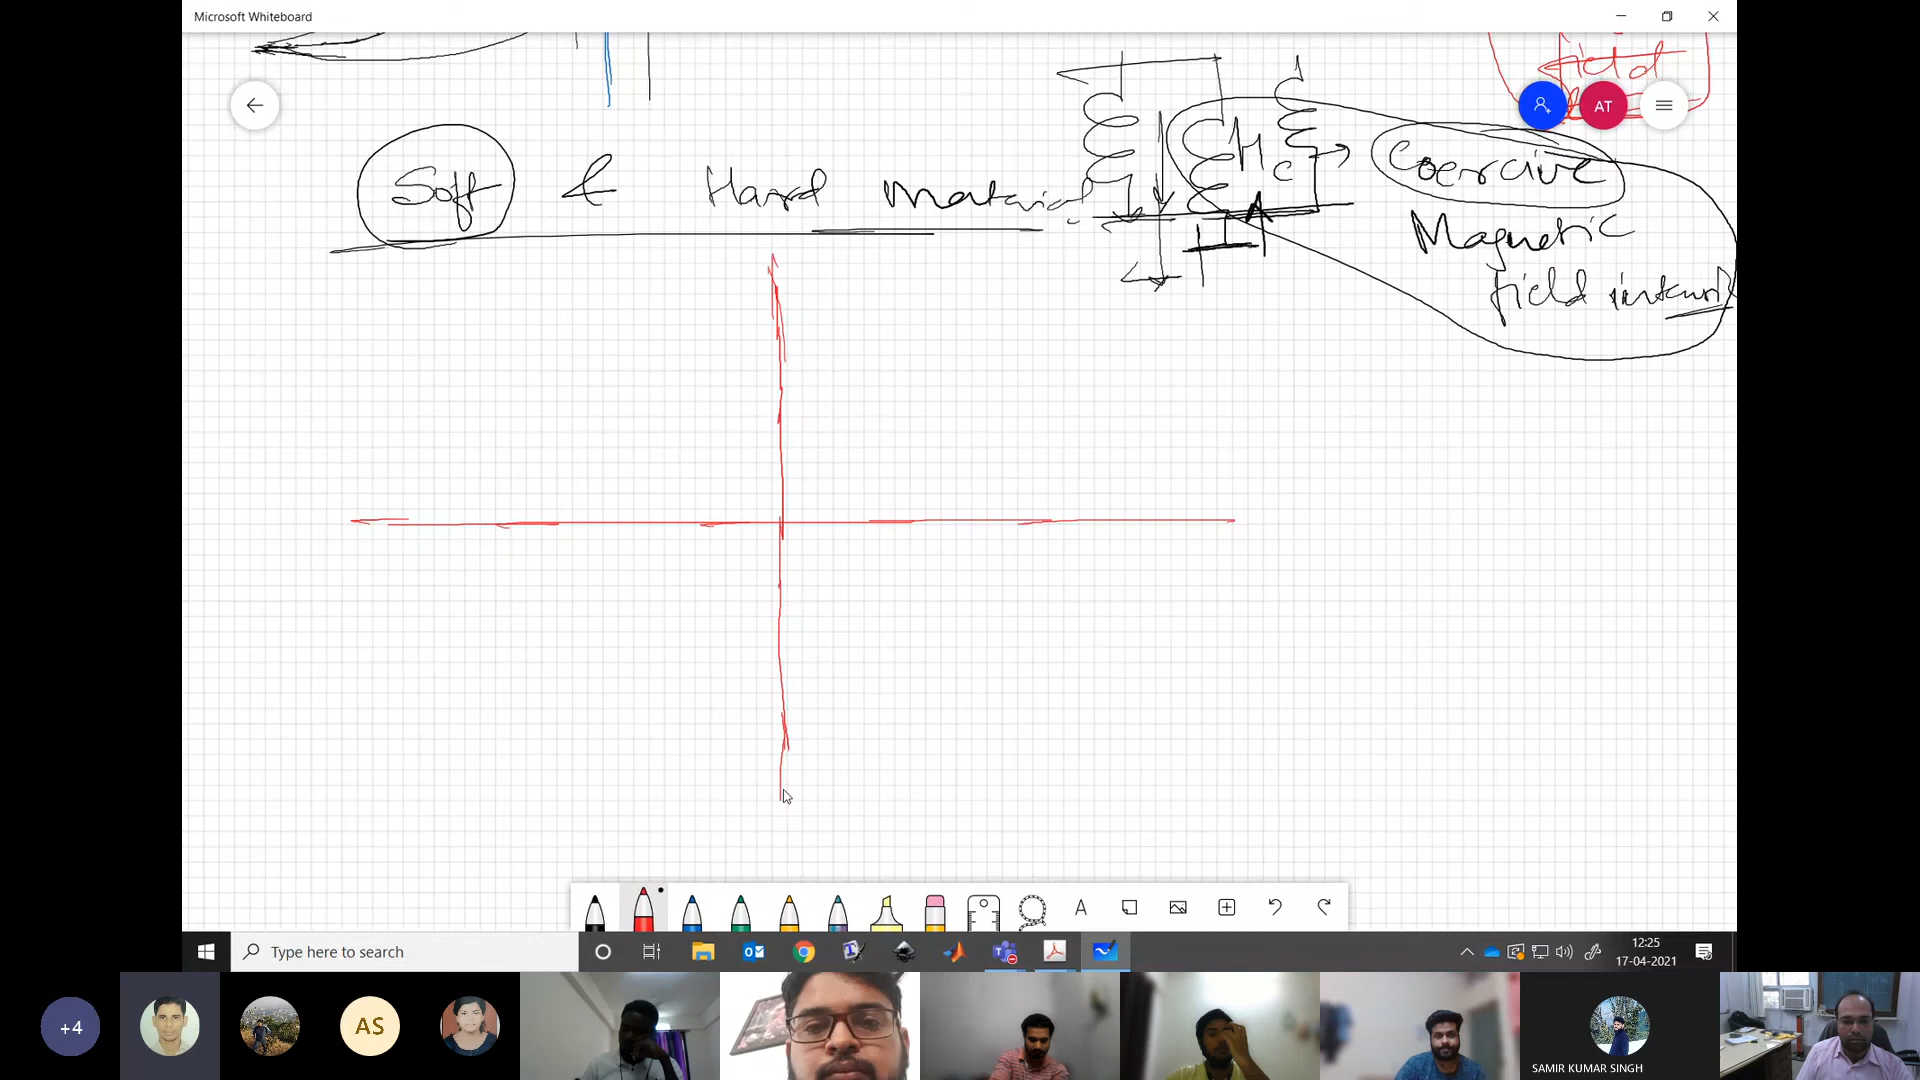 Microsoft Whiteboard
field
AT
Soft & Hard Material
Hc → Coercive
Magnetic
field
A
Type here to search
12:25
17-04-2021
+4
AS
SAMIR KUMAR SINGH